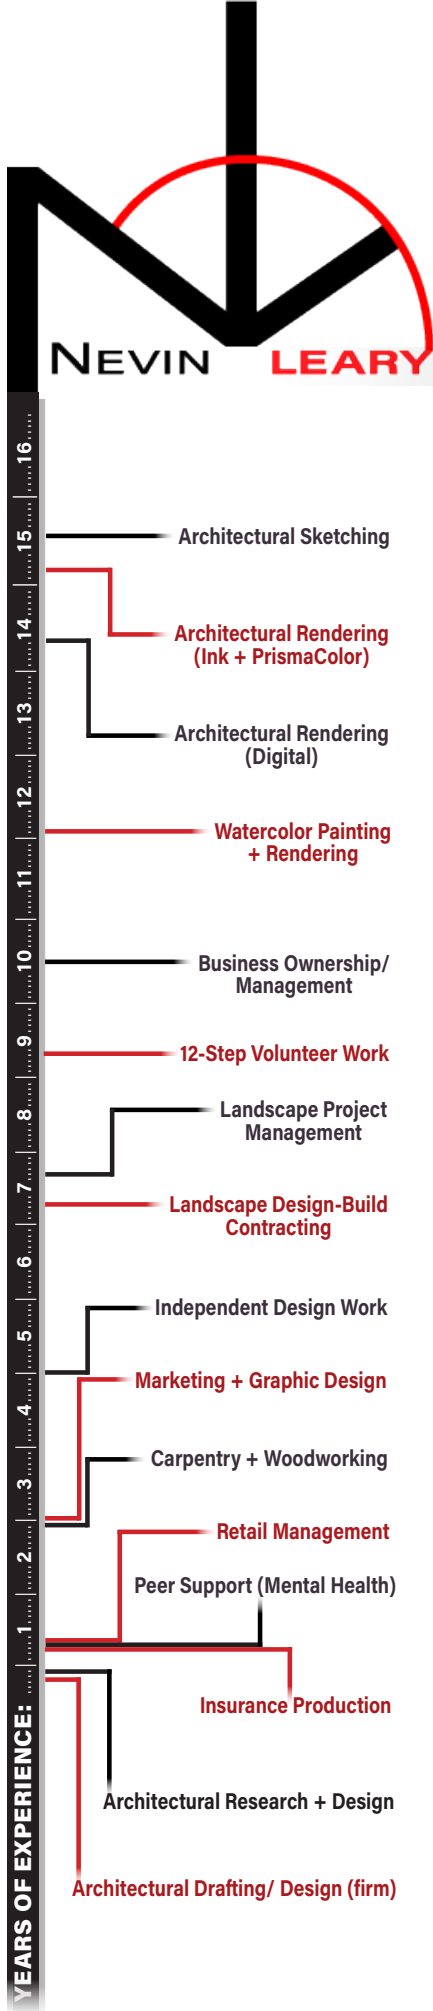 NEVIN LEARY
16
15
Architectural Sketching
14
Architectural Rendering
(Ink + PrismaColor)
13
Architectural Rendering
(Digital)
12
Watercolor Painting
+ Rendering
11
10
Business Ownership/
Management
9
12-Step Volunteer Work
8
Landscape Project
Management
7
Landscape Design-Build
Contracting
6
Independent Design Work
5
Marketing + Graphic Design
4
Carpentry + Woodworking
3
Retail Management
2
Peer Support (Mental Health)
1
Insurance Production
Architectural Research + Design
Architectural Drafting/ Design (firm)
YEARS OF EXPERIENCE: